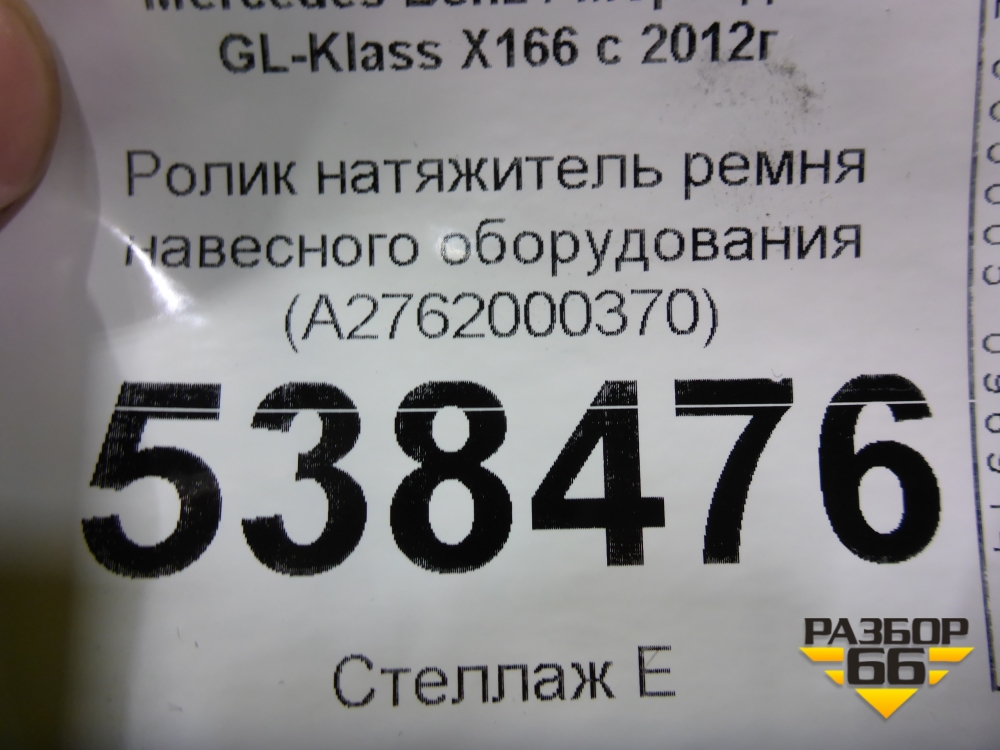 GL-Klass X166 с 2012г
Ролик натяжитель ремня
навесного оборудования
(A2762000370)
538476
Стеллаж Е
РАЗБОР
66